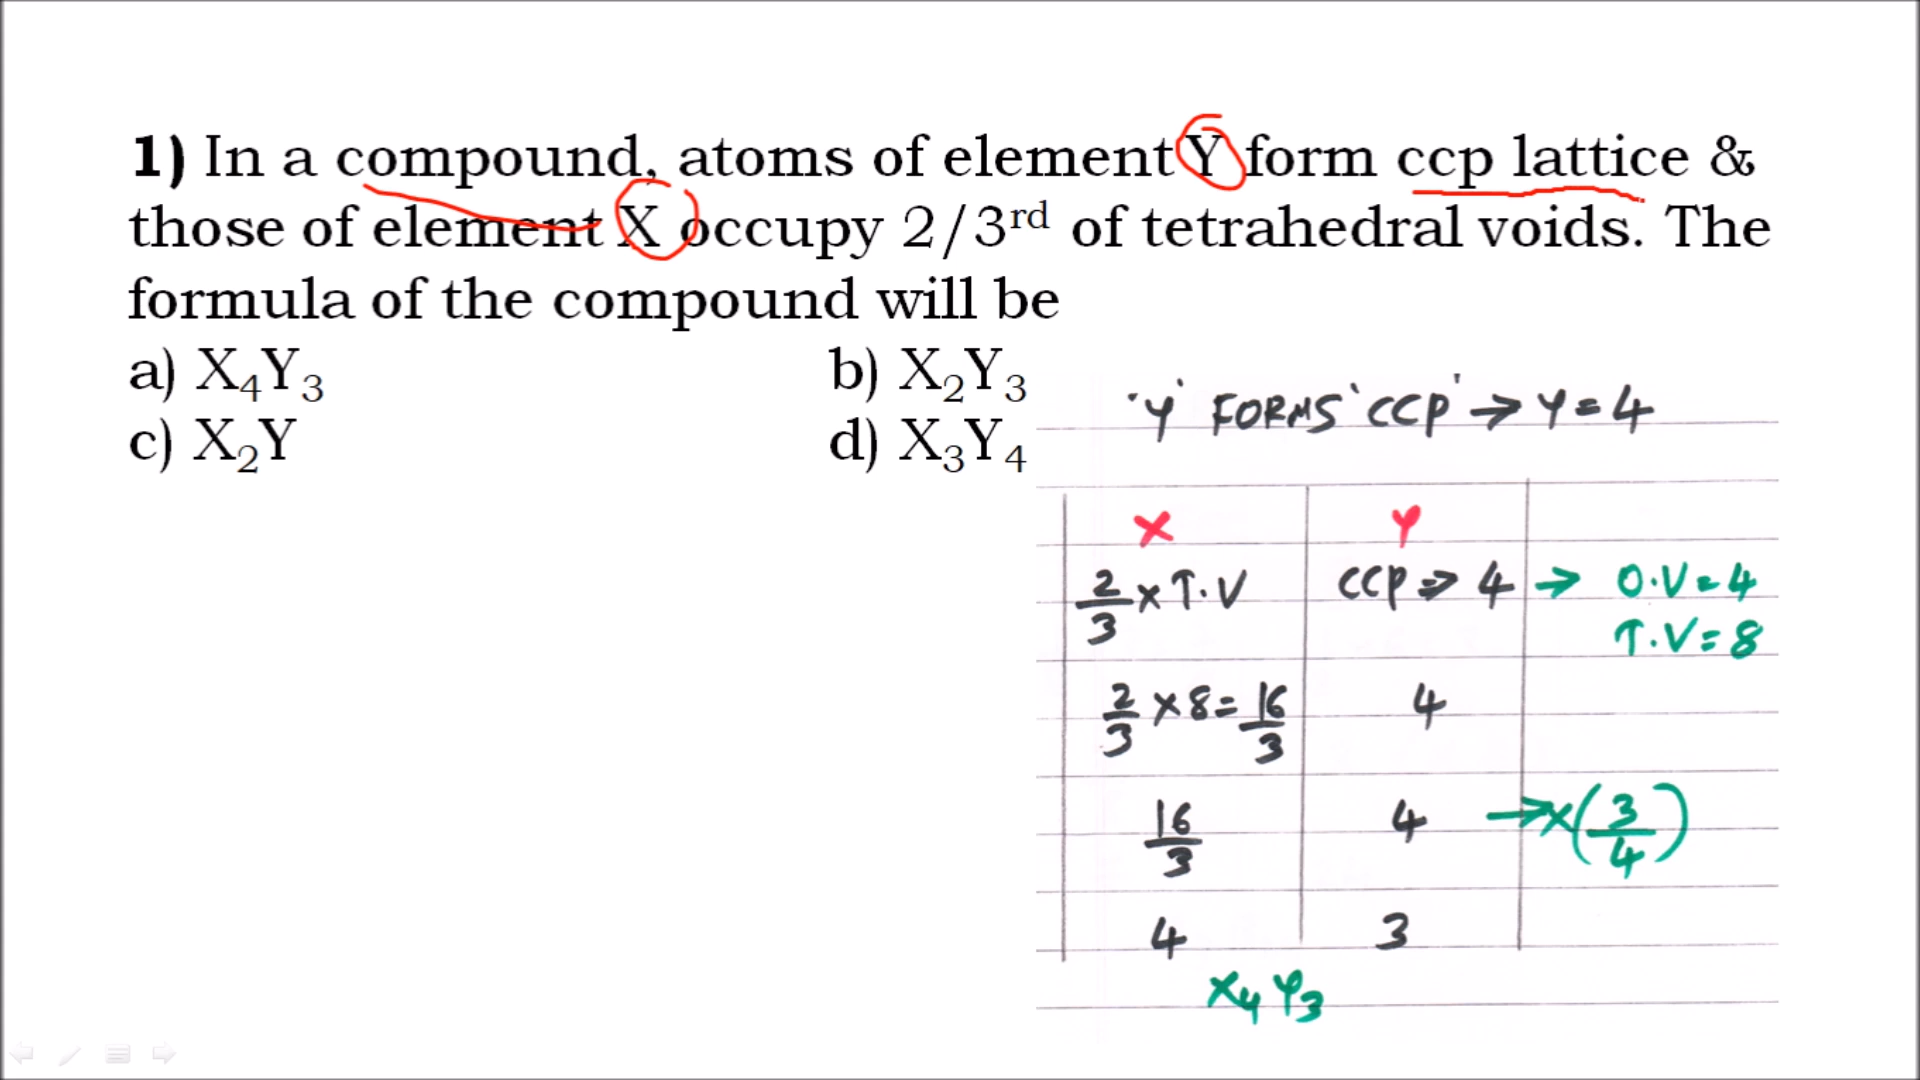 1) In a compound, atoms of element Y form ccp lattice &
those of element X occupy 2/3rd of tetrahedral voids. The
formula of the compound will be
a) X4Y3 b) X2Y3
c) X2Y d) X3Y4
'Y' FORMS 'CCP' → Y = 4
X Y
2/3 × T.V CCP ⇒ 4 → O.V = 4
T.V = 8
2/3 × 8 = 16/3 4
16/3 4 → ×(3/4)
4 3
X4Y3